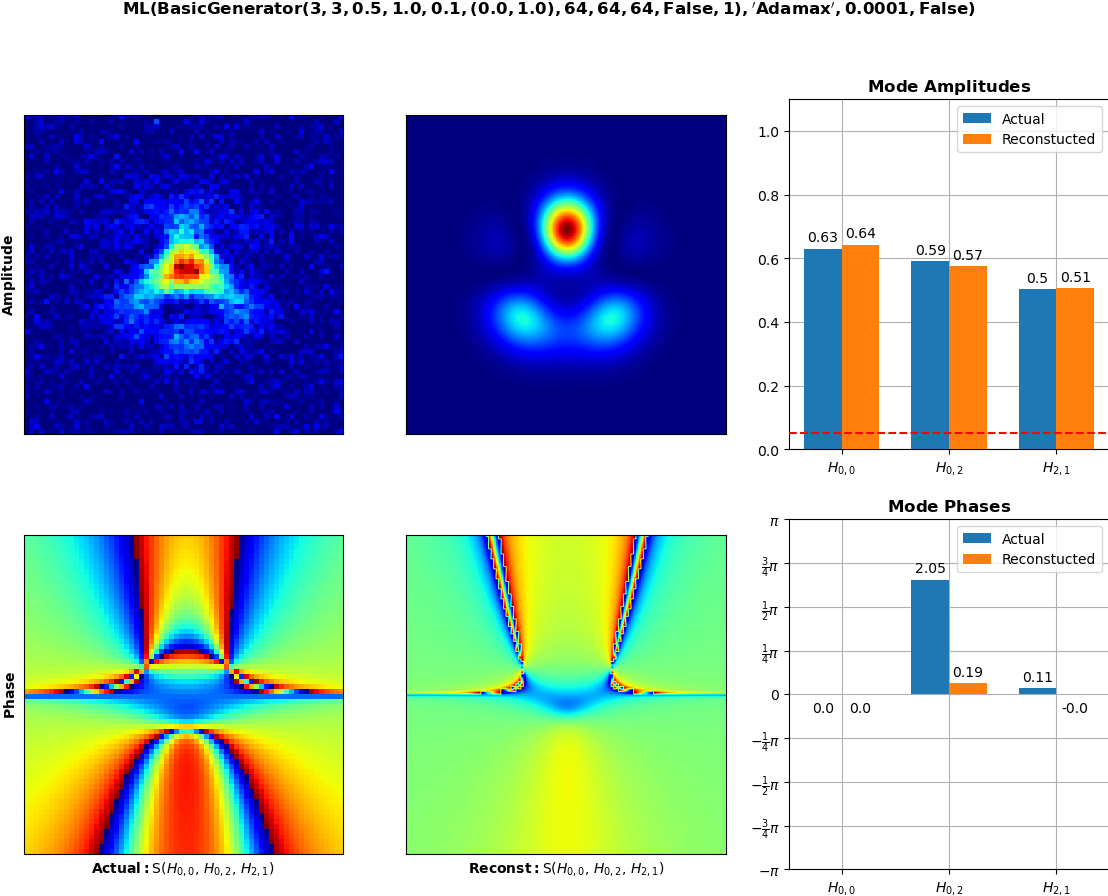 ML(BasicGenerator(3, 3, 0.5, 1.0, 0.1, (0.0, 1.0), 64, 64, 64, False, 1), ′Adamax′, 0.0001, False)
Amplitude
Mode Amplitudes
Actual
Reconstucted
1.0
0.8
0.6
0.4
0.2
0.0
0.63
0.64
0.59
0.57
0.5
0.51
H0,0
H0,2
H2,1
Phase
Actual: S(H0,0, H0,2, H2,1)
Reconst: S(H0,0, H0,2, H2,1)
Mode Phases
Actual
Reconstucted
π
3/4π
1/2π
1/4π
0
−1/4π
−1/2π
−3/4π
−π
0.0
0.0
2.05
0.19
0.11
-0.0
H0,0
H0,2
H2,1